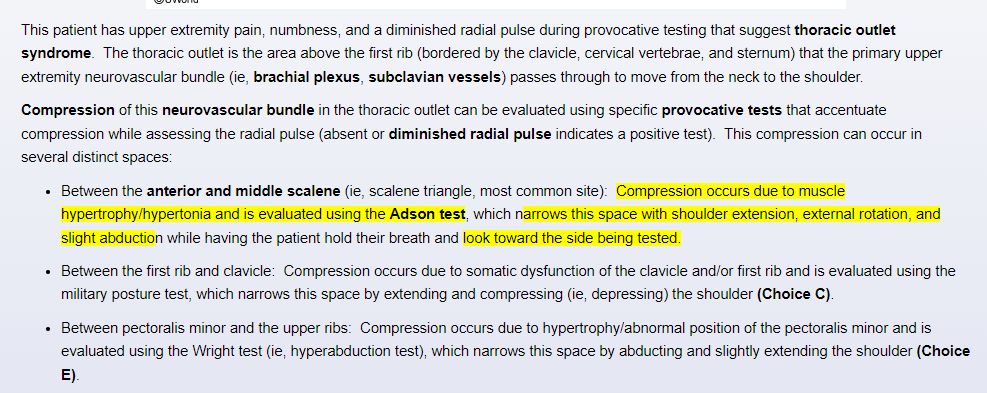 This patient has upper extremity pain, numbness, and a diminished radial pulse during provocative testing that suggest thoracic outlet
syndrome. The thoracic outlet is the area above the first rib (bordered by the clavicle, cervical vertebrae, and sternum) that the primary upper
extremity neurovascular bundle (ie, brachial plexus, subclavian vessels) passes through to move from the neck to the shoulder.
Compression of this neurovascular bundle in the thoracic outlet can be evaluated using specific provocative tests that accentuate
compression while assessing the radial pulse (absent or diminished radial pulse indicates a positive test). This compression can occur in
several distinct spaces:
• Between the anterior and middle scalene (ie, scalene triangle, most common site): Compression occurs due to muscle
hypertrophy/hypertonia and is evaluated using the Adson test, which narrows this space with shoulder extension, external rotation, and
slight abduction while having the patient hold their breath and look toward the side being tested.
• Between the first rib and clavicle: Compression occurs due to somatic dysfunction of the clavicle and/or first rib and is evaluated using the
military posture test, which narrows this space by extending and compressing (ie, depressing) the shoulder (Choice C).
• Between pectoralis minor and the upper ribs: Compression occurs due to hypertrophy/abnormal position of the pectoralis minor and is
evaluated using the Wright test (ie, hyperabduction test), which narrows this space by abducting and slightly extending the shoulder (Choice
E).